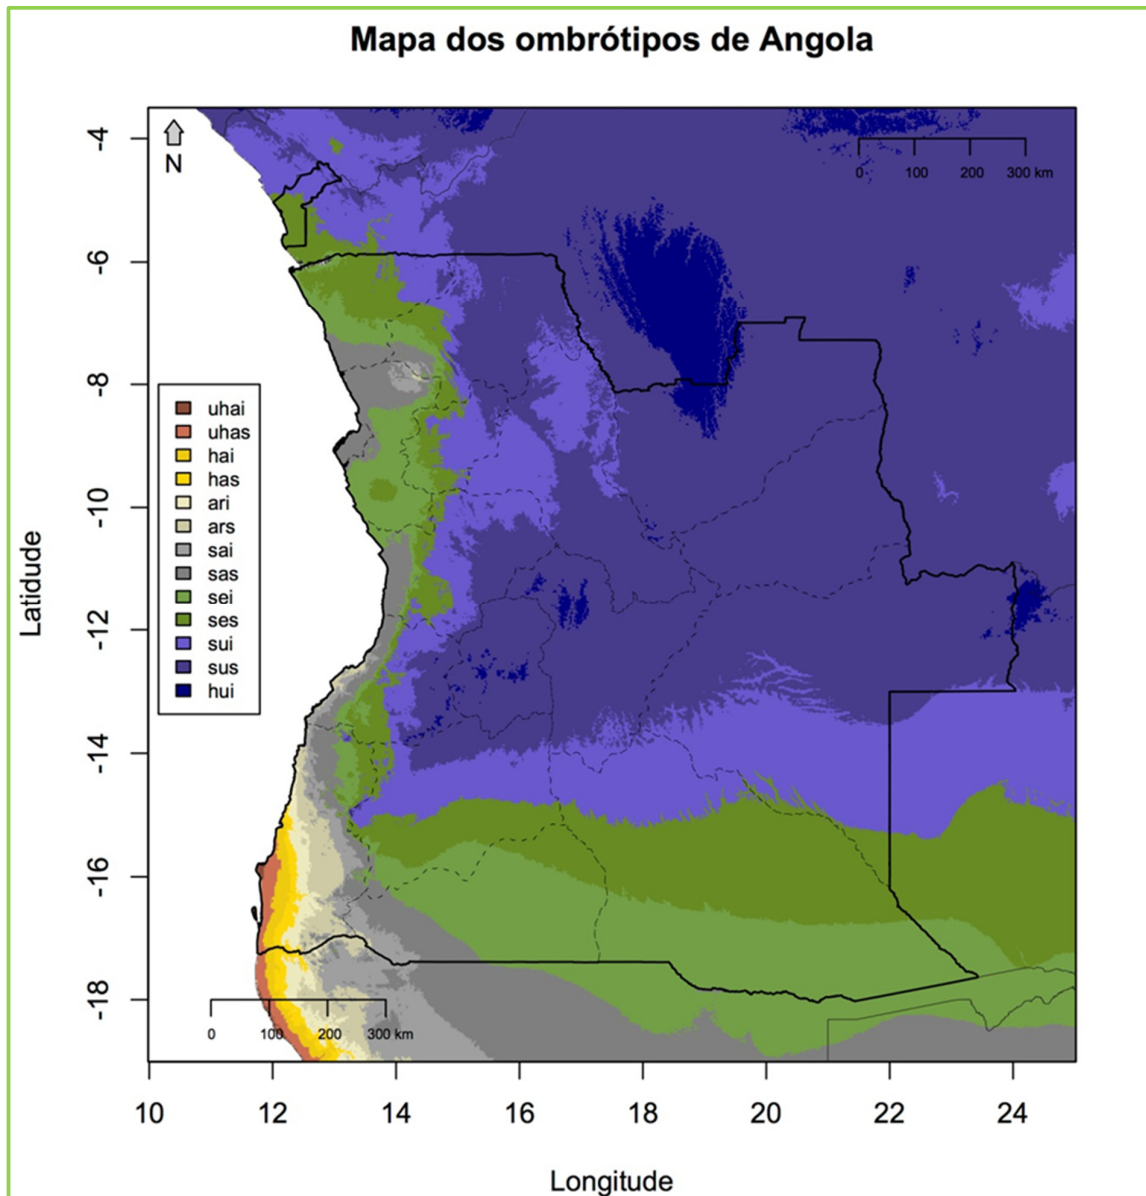 Mapa dos ombrótipos de Angola
-4
-6
-8
-10
-12
-14
-16
-18
Latidude
N
0 100 200 300 km
uhai
uhas
hai
has
ari
ars
sai
sas
sei
ses
sui
sus
hui
0 100 200 300 km
10 12 14 16 18 20 22 24
Longitude